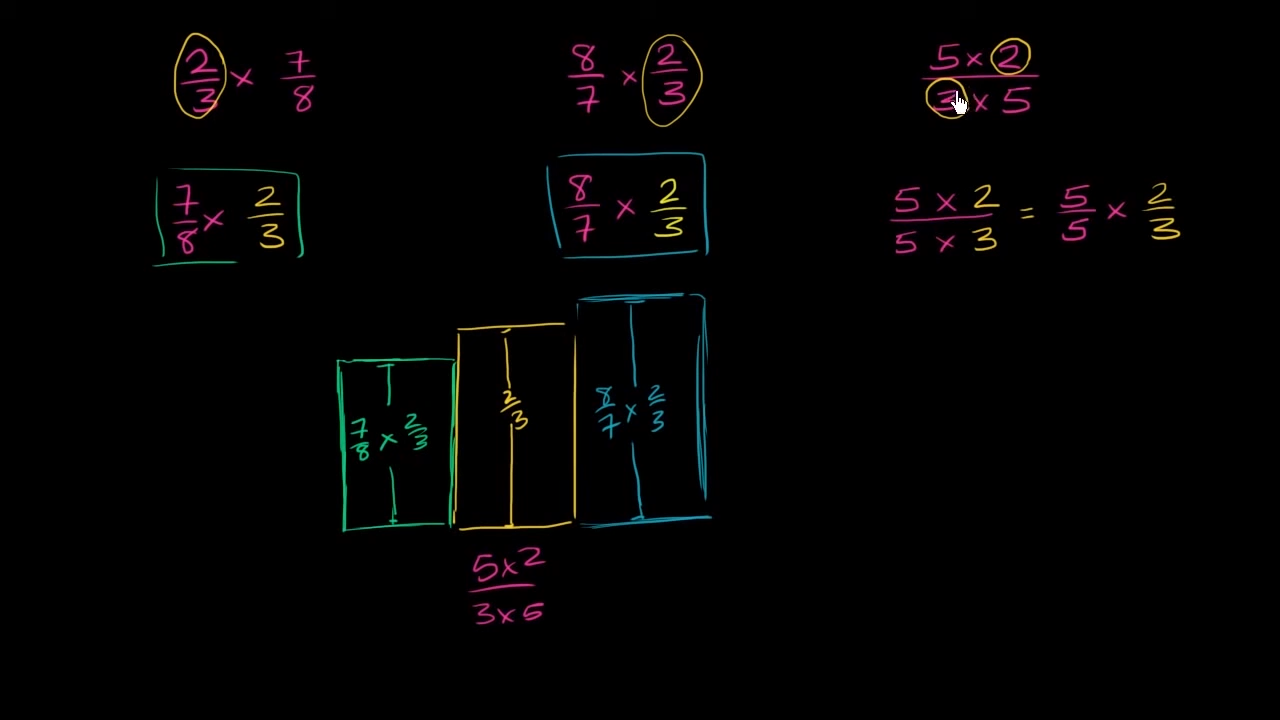 2/3 × 7/8
8/7 × 2/3
5 × 2 / 3 × 5
7/8 × 2/3
8/7 × 2/3
5 × 2 / 5 × 3 = 5/5 × 2/3
7/8 × 2/3
2/3
8/7 × 2/3
5×2 / 3×5